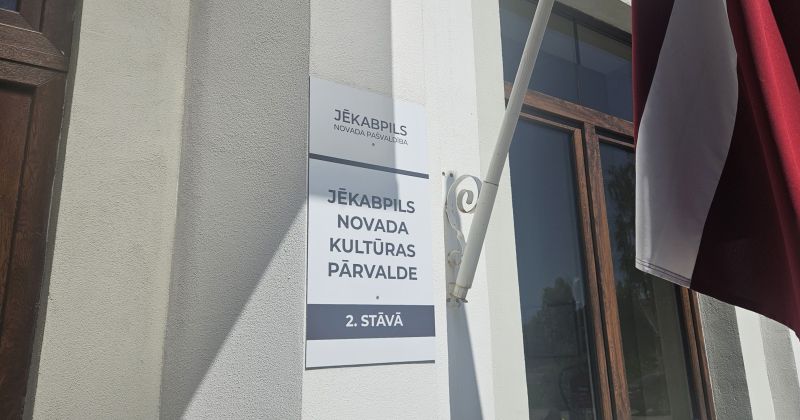 JĒKABPILS
NOVADA PAŠVALDĪBA
JĒKABPILS
NOVADA
KULTŪRAS
PĀRVALDE
2. STĀVĀ